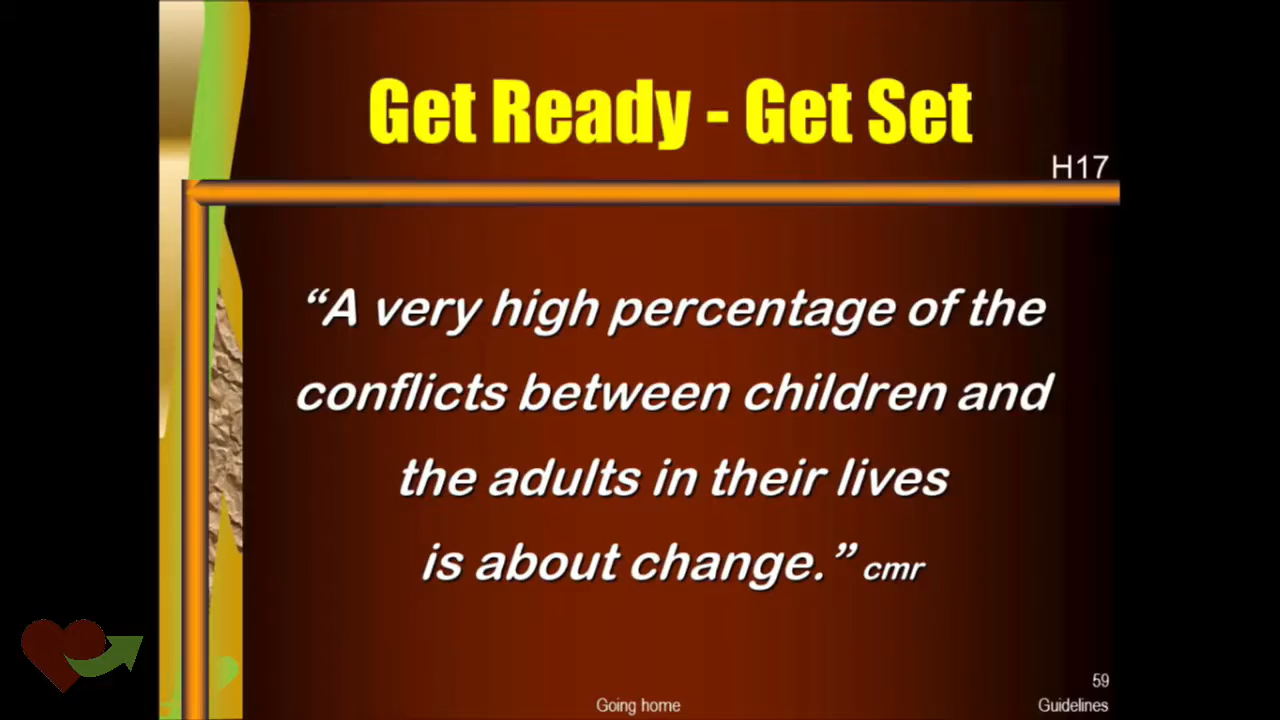 Get Ready - Get Set
H17
“A very high percentage of the
conflicts between children and
the adults in their lives
is about change.” cmr
59
Going home
Guidelines